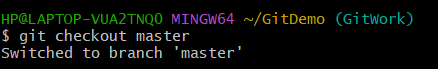 HP@LAPTOP-VUA2TNQO MINGW64 ~/GitDemo (GitWork)
$ git checkout master
Switched to branch 'master'